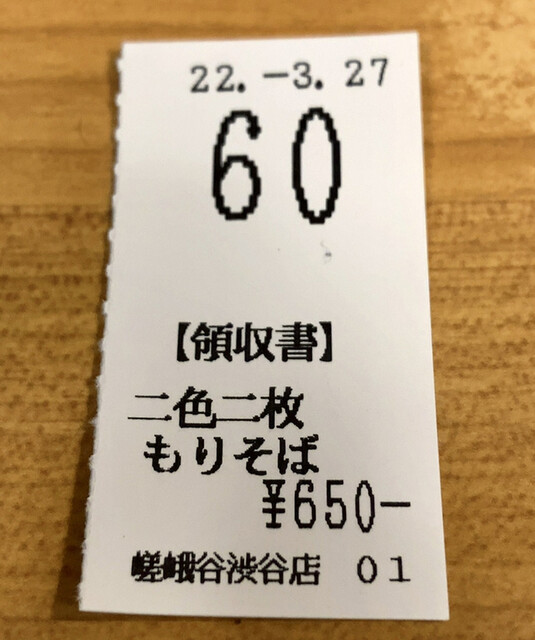 22.-3.27
60
【領収書】
二色二枚
もりそば
¥650-
嵯峨谷渋谷店 01